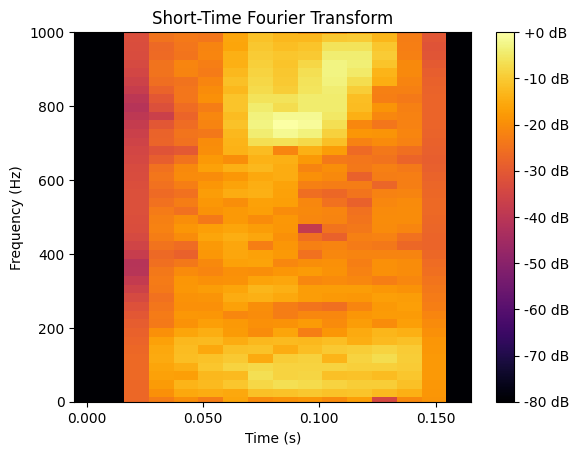 Short-Time Fourier Transform
1000
800
600
400
200
0
Frequency (Hz)
0.000
0.050
0.100
0.150
Time (s)
+0 dB
-10 dB
-20 dB
-30 dB
-40 dB
-50 dB
-60 dB
-70 dB
-80 dB